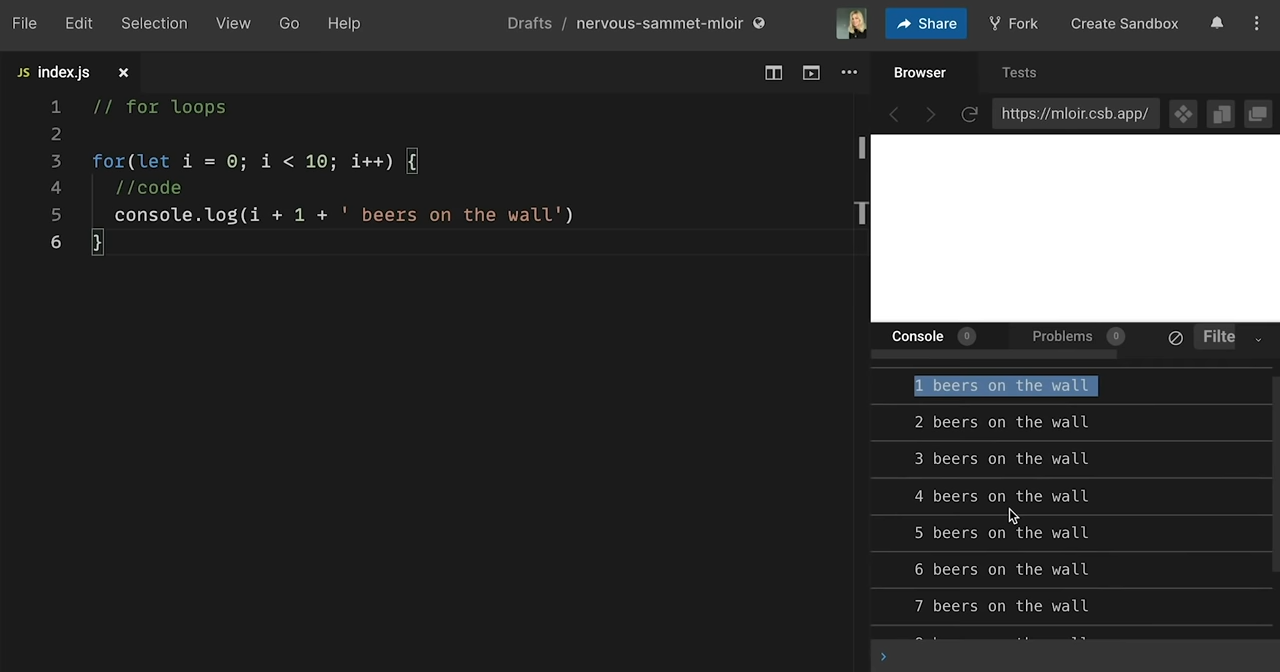 File Edit Selection View Go Help Drafts / nervous-sammet-mloir Share Fork Create Sandbox
JS index.js
Browser Tests
https://mloir.csb.app/
1 // for loops
2
3 for(let i = 0; i < 10; i++) {
4 //code
5 console.log(i + 1 + ' beers on the wall')
6 }
Console 0 Problems 0 Filte
1 beers on the wall
2 beers on the wall
3 beers on the wall
4 beers on the wall
5 beers on the wall
6 beers on the wall
7 beers on the wall